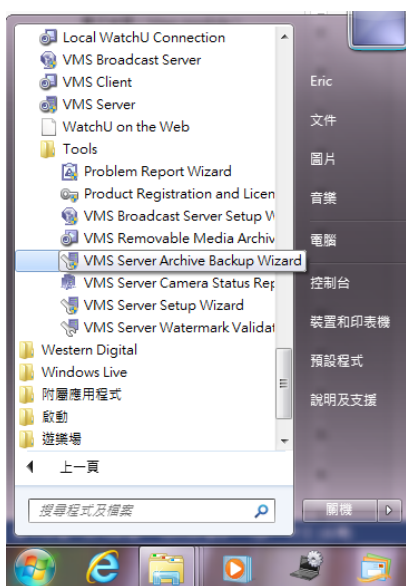 Local WatchU Connection
VMS Broadcast Server
VMS Client
VMS Server
WatchU on the Web
Tools
Problem Report Wizard
Product Registration and Licen
VMS Broadcast Server Setup W
VMS Removable Media Archiv
VMS Server Archive Backup Wizard
VMS Server Camera Status Rep
VMS Server Setup Wizard
VMS Server Watermark Validat
Western Digital
Windows Live
附屬應用程式
啟動
遊樂場
上一頁
搜尋程式及檔案
Eric
文件
圖片
音樂
電腦
控制台
裝置和印表機
預設程式
說明及支援
關機